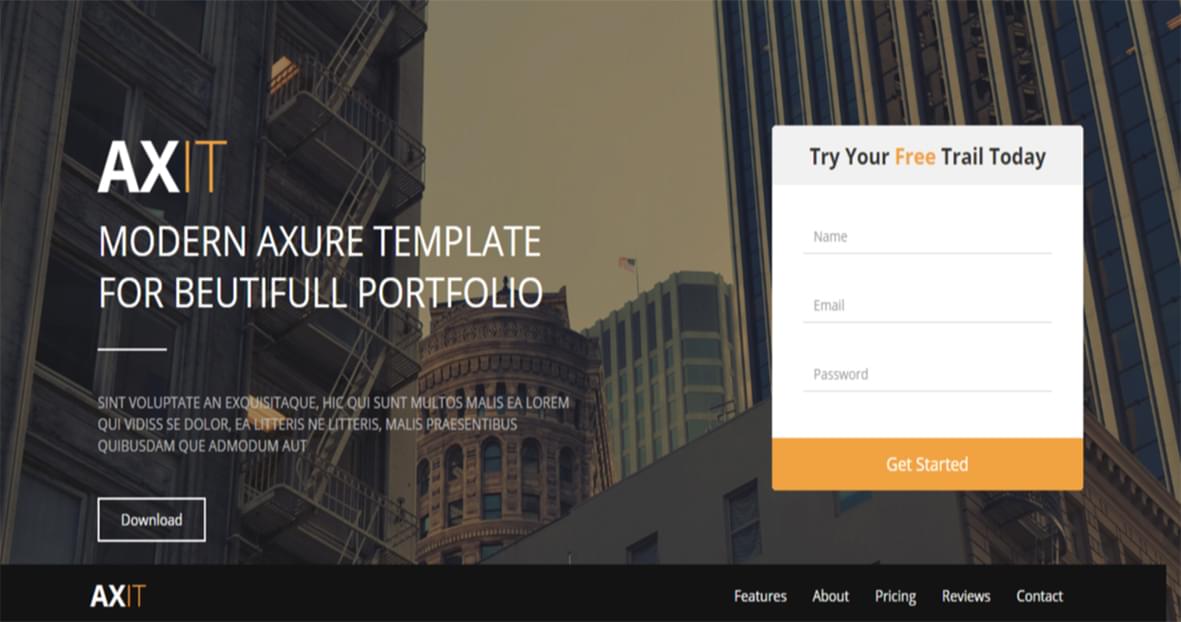 AXIT
MODERN AXURE TEMPLATE
FOR BEUTIFULL PORTFOLIO
SINT VOLUPTATE AN EXQUISITAQUE, HIC QUI SUNT MULTOS MALIS EA LOREM
QUI VIDISS SE DOLOR, EA LITTERIS NE LITTERIS, MALIS PRAESENTIBUS
QUIBUSDAM QUE ADMODUM AUT
Download
Try Your Free Trail Today
Name
Email
Password
Get Started
AXIT
Features About Pricing Reviews Contact